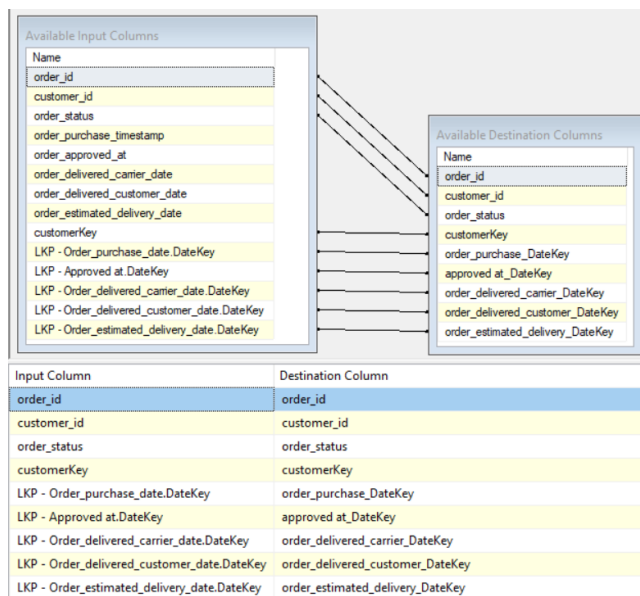 Available Input Columns
Name
order_id
customer_id
order_status
order_purchase_timestamp
order_approved_at
order_delivered_carrier_date
order_delivered_customer_date
order_estimated_delivery_date
customerKey
LKP - Order_purchase_date.DateKey
LKP - Approved at.DateKey
LKP - Order_delivered_carrier_date.DateKey
LKP - Order_delivered_customer_date.DateKey
LKP - Order_estimated_delivery_date.DateKey
Available Destination Columns
Name
order_id
customer_id
order_status
customerKey
order_purchase_DateKey
approved at_DateKey
order_delivered_carrier_DateKey
order_delivered_customer_DateKey
order_estimated_delivery_DateKey
Input Column Destination Column
order_id order_id
customer_id customer_id
order_status order_status
customerKey customerKey
LKP - Order_purchase_date.DateKey order_purchase_DateKey
LKP - Approved at.DateKey approved at_DateKey
LKP - Order_delivered_carrier_date.DateKey order_delivered_carrier_DateKey
LKP - Order_delivered_customer_date.DateKey order_delivered_customer_DateKey
LKP - Order_estimated_delivery_date.DateKey order_estimated_delivery_DateKey